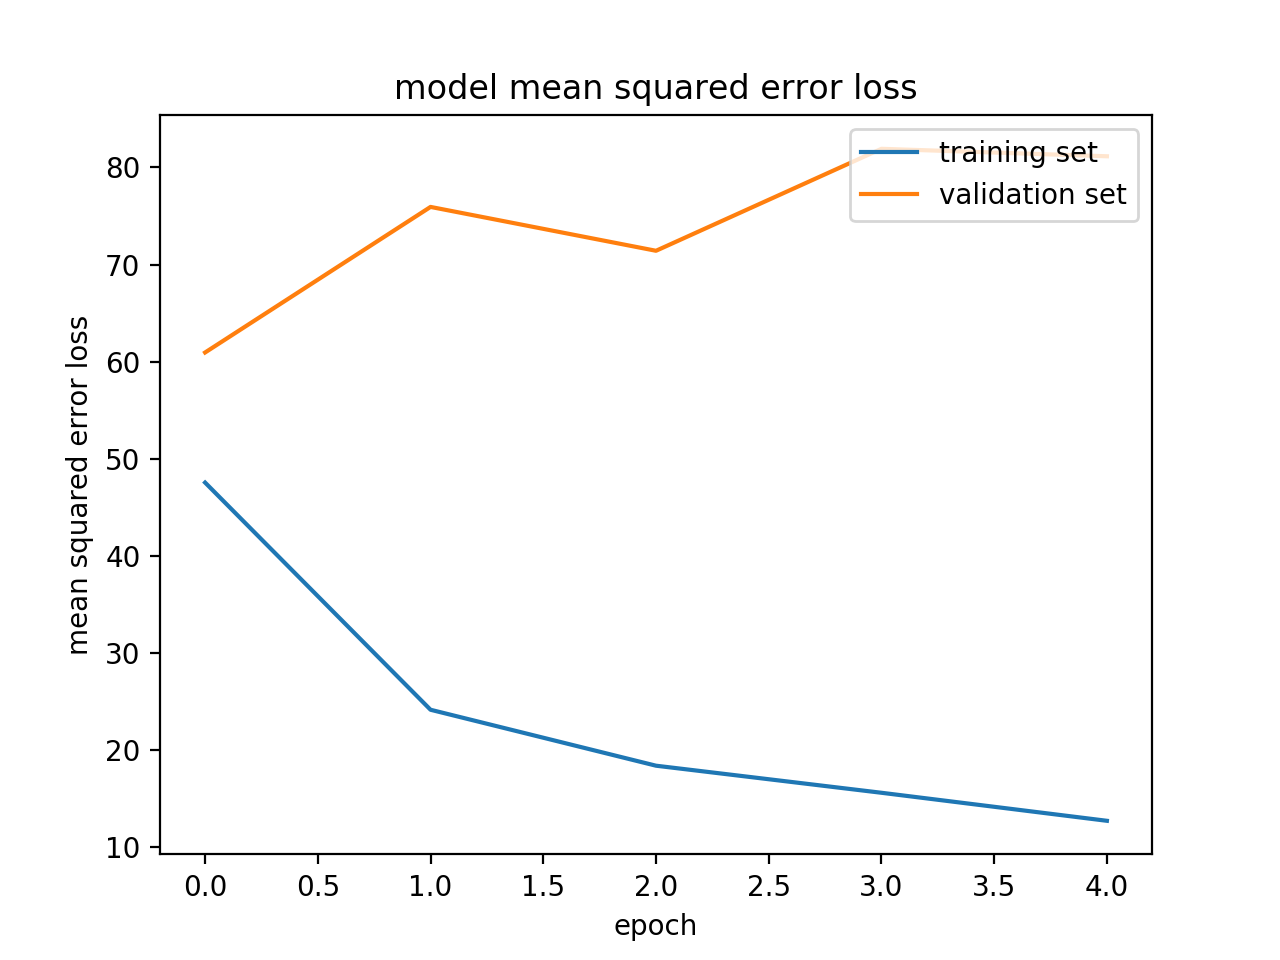 model mean squared error loss
training set
validation set
mean squared error loss
80
70
60
50
40
30
20
10
0.0 0.5 1.0 1.5 2.0 2.5 3.0 3.5 4.0
epoch